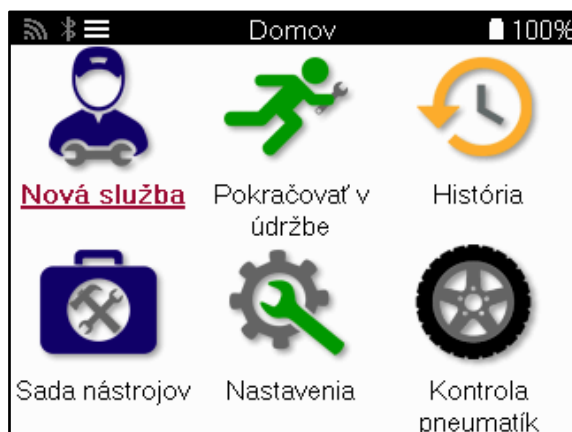 Domov 100%
Nová služba Pokračovať v údržbe História
Sada nástrojov Nastavenia Kontrola pneumatík